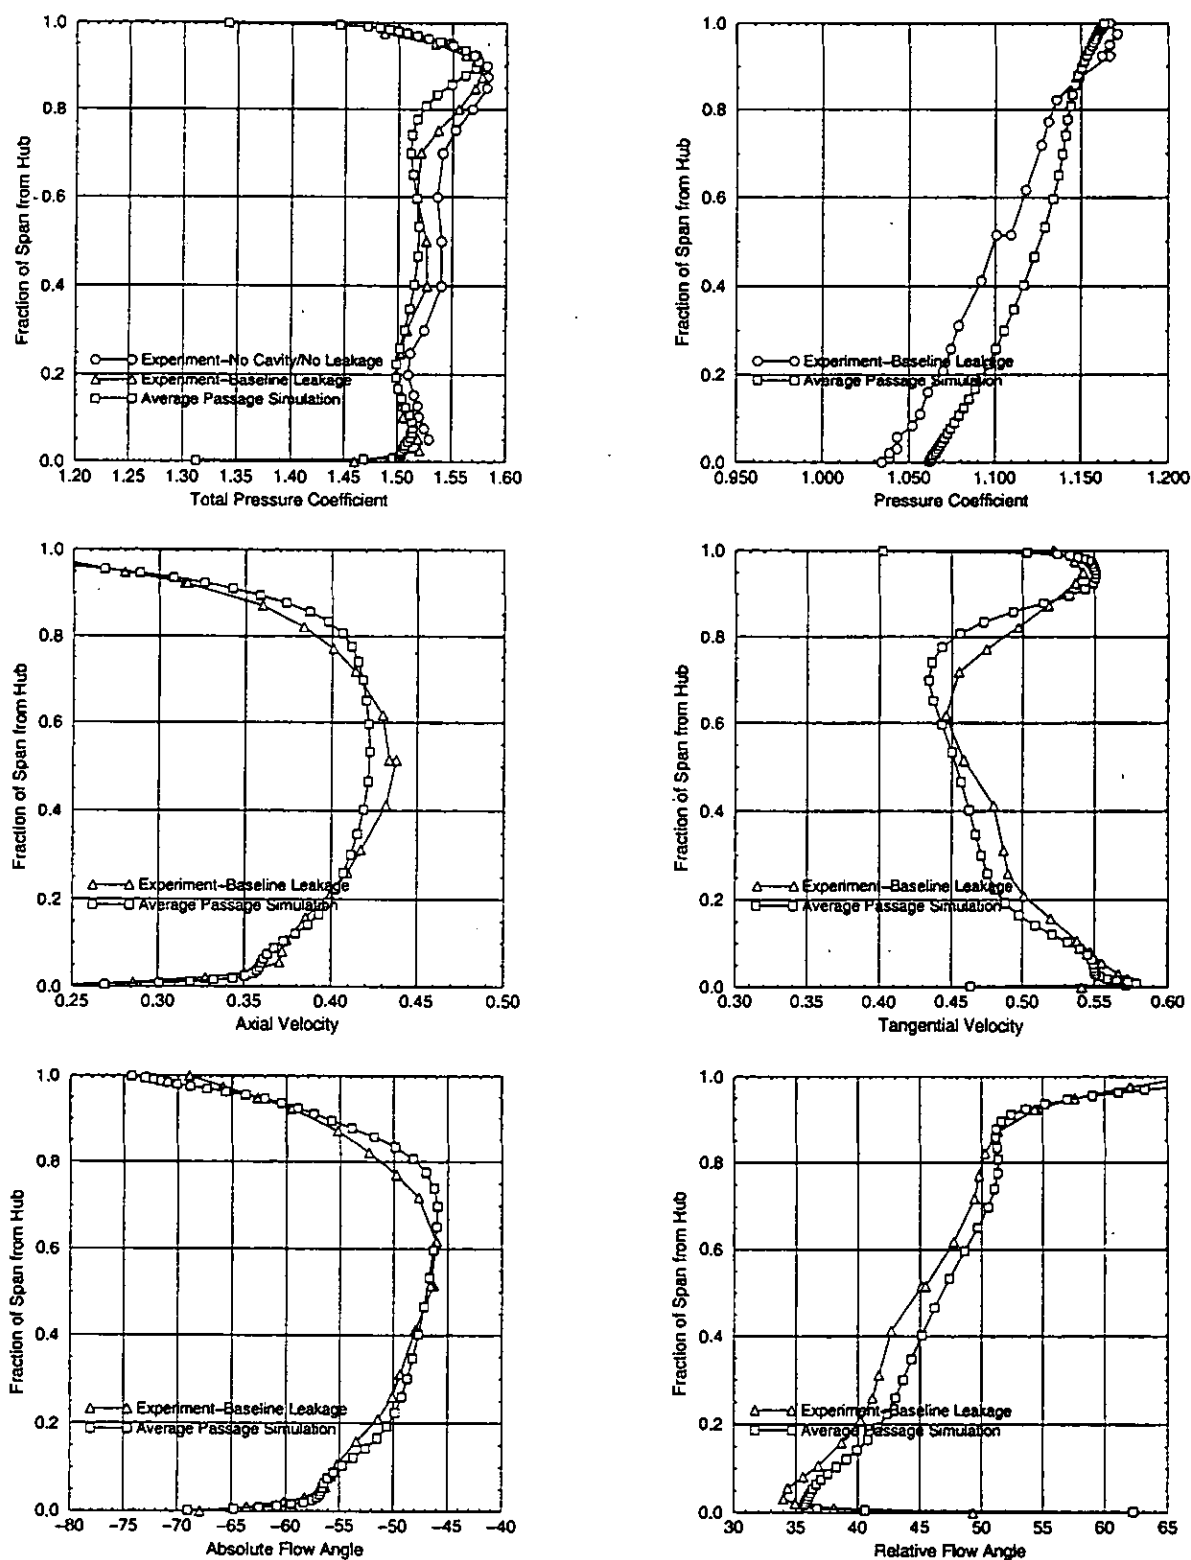 1.0
0.8
0.6
0.4
0.2
0.0
Fraction of Span from Hub
Experiment-No Cavity/No Leakage
Experiment-Baseline Leakage
Average Passage Simulation
1.20 1.25 1.30 1.35 1.40 1.45 1.50 1.55 1.60
Total Pressure Coefficient
1.0
0.8
0.6
0.4
0.2
0.0
Fraction of Span from Hub
Experiment-Baseline Leakage
Average Passage Simulation
0.950 1.000 1.050 1.100 1.150 1.200
Pressure Coefficient
1.0
0.8
0.6
0.4
0.2
0.0
Fraction of Span from Hub
Experiment-Baseline Leakage
Average Passage Simulation
0.25 0.30 0.35 0.40 0.45 0.50
Axial Velocity
1.0
0.8
0.6
0.4
0.2
0.0
Fraction of Span from Hub
Experiment-Baseline Leakage
Average Passage Simulation
0.30 0.35 0.40 0.45 0.50 0.55 0.60
Tangential Velocity
1.0
0.8
0.6
0.4
0.2
0.0
Fraction of Span from Hub
Experiment-Baseline Leakage
Average Passage Simulation
-80 -75 -70 -65 -60 -55 -50 -45 -40
Absolute Flow Angle
1.0
0.8
0.6
0.4
0.2
0.0
Fraction of Span from Hub
Experiment-Baseline Leakage
Average Passage Simulation
30 35 40 45 50 55 60 65
Relative Flow Angle